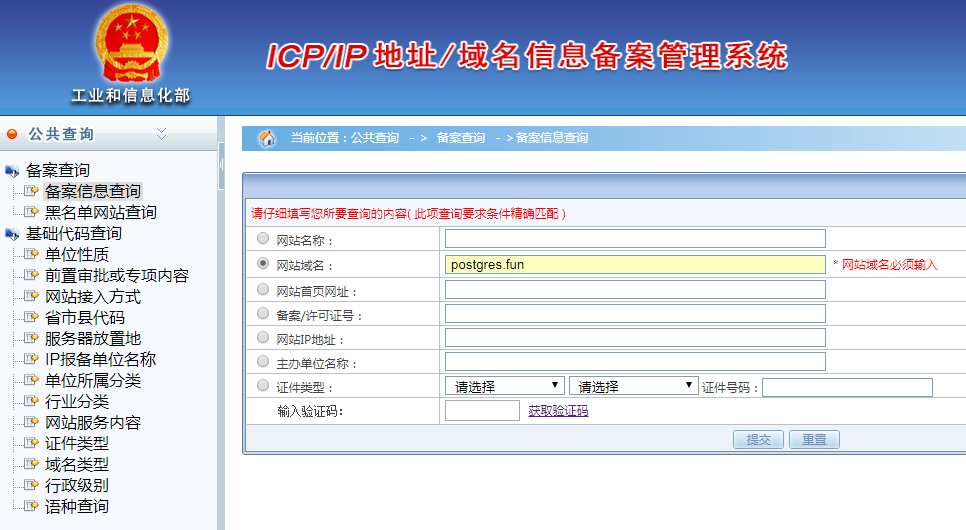 工业和信息化部
ICP/IP 地址/域名信息备案管理系统
公共查询
备案查询
备案信息查询
黑名单网站查询
基础代码查询
单位性质
前置审批或专项内容
网站接入方式
省市县代码
服务器放置地
IP报备单位名称
单位所属分类
行业分类
网站服务内容
证件类型
域名类型
行政级别
语种查询
当前位置：公共查询 -> 备案查询 ->备案信息查询
请仔细填写您所要查询的内容( 此项查询要求条件精确匹配 )
网站名称：
网站域名： postgres.fun * 网站域名必须输入
网站首页网址：
备案/许可证号：
网站IP地址：
主办单位名称：
证件类型： 请选择 请选择 证件号码：
输入验证码： 获取验证码
提交 重置